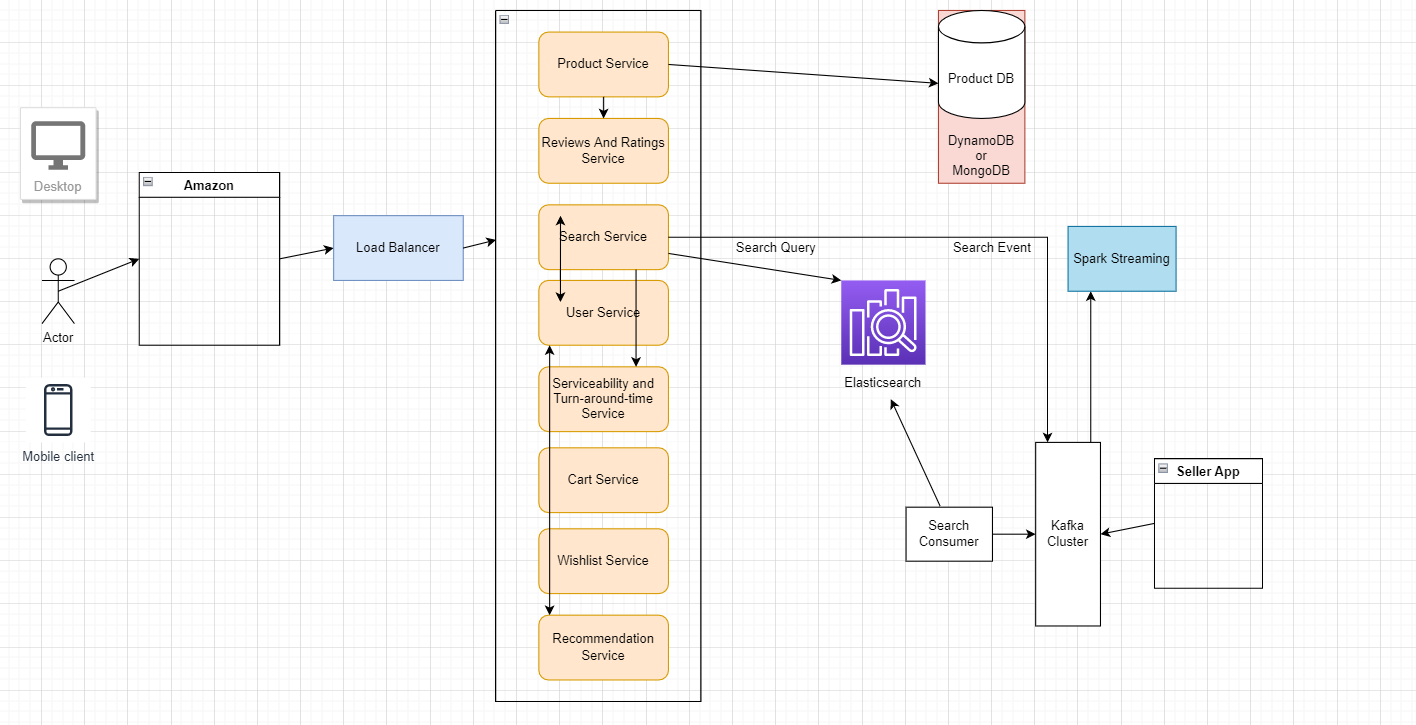 Product Service
Product DB
Reviews And Ratings
Service
DynamoDB
or
MongoDB
Desktop
Amazon
Search Service
Search Query
Search Event
Load Balancer
Spark Streaming
User Service
Actor
Elasticsearch
Serviceability and
Turn-around-time
Service
Mobile client
Cart Service
Seller App
Search
Consumer
Kafka
Cluster
Wishlist Service
Recommendation
Service